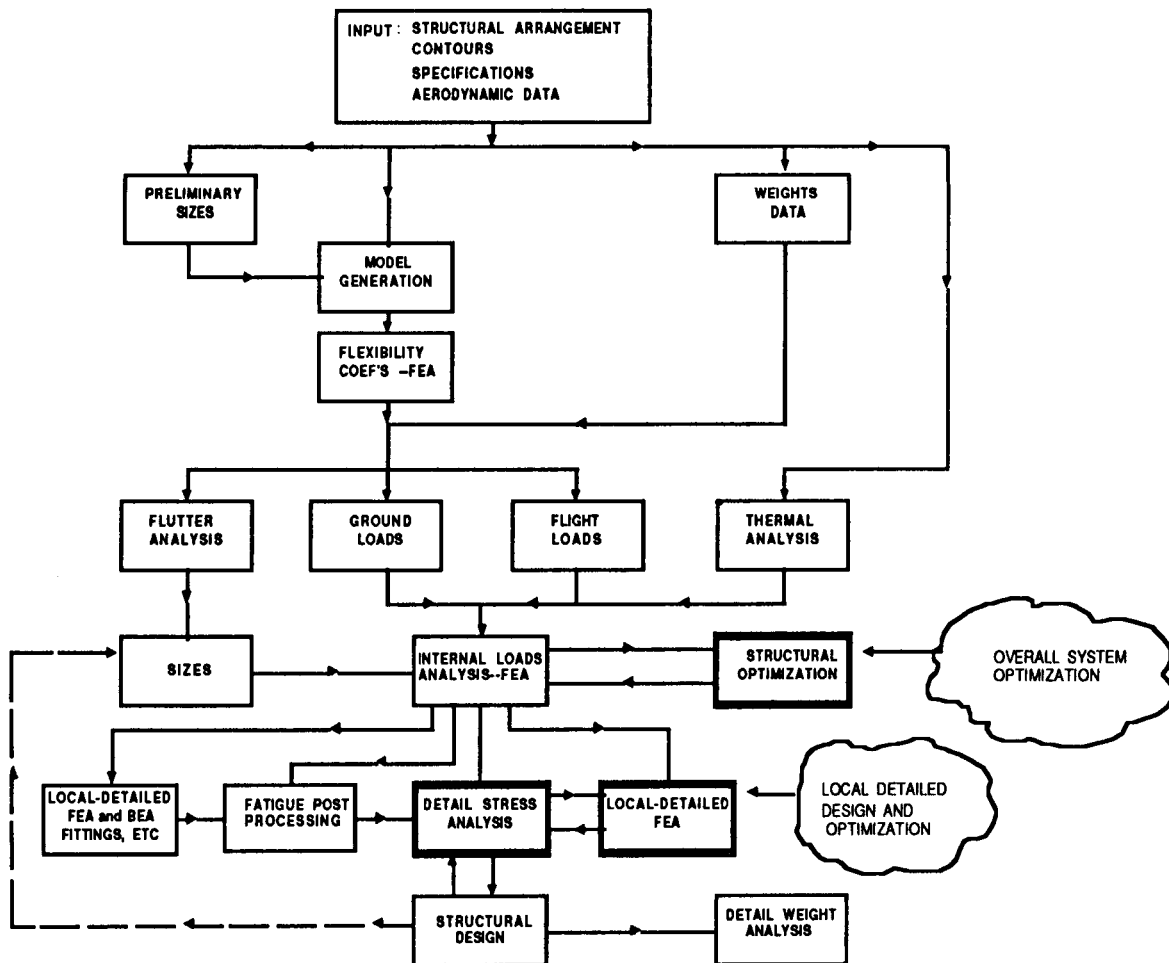 INPUT: STRUCTURAL ARRANGEMENT
CONTOURS
SPECIFICATIONS
AERODYNAMIC DATA
PRELIMINARY
SIZES
WEIGHTS
DATA
MODEL
GENERATION
FLEXIBILITY
COEF'S -FEA
FLUTTER
ANALYSIS
GROUND
LOADS
FLIGHT
LOADS
THERMAL
ANALYSIS
SIZES
INTERNAL LOADS
ANALYSIS--FEA
STRUCTURAL
OPTIMIZATION
OVERALL SYSTEM
OPTIMIZATION
LOCAL-DETAILED
FEA and BEA
FITTINGS, ETC
FATIGUE POST
PROCESSING
DETAIL STRESS
ANALYSIS
LOCAL-DETAILED
FEA
LOCAL DETAILED
DESIGN AND
OPTIMIZATION
STRUCTURAL
DESIGN
DETAIL WEIGHT
ANALYSIS